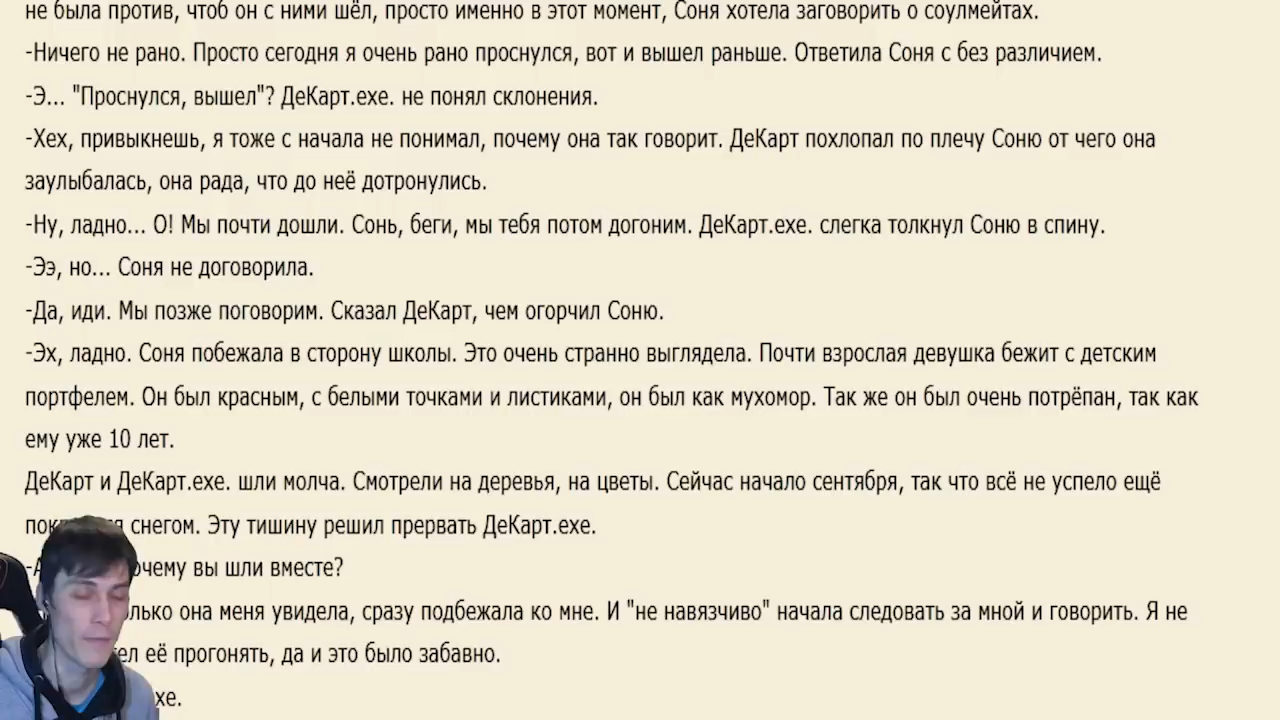 не была против, чтоб он с ними шёл, просто именно в этот момент, Соня хотела заговорить о соулмейтах.
-Ничего не рано. Просто сегодня я очень рано проснулся, вот и вышел раньше. Ответила Соня с без различием.
-Э... "Проснулся, вышел"? ДеКарт.ехе. не понял склонения.
-Хех, привыкнешь, я тоже с начала не понимал, почему она так говорит. ДеКарт похлопал по плечу Соню от чего она
заулыбалась, она рада, что до неё дотронулись.
-Ну, ладно... О! Мы почти дошли. Сонь, беги, мы тебя потом догоним. ДеКарт.ехе. слегка толкнул Соню в спину.
-Ээ, но... Соня не договорила.
-Да, иди. Мы позже поговорим. Сказал ДеКарт, чем огорчил Соню.
-Эх, ладно. Соня побежала в сторону школы. Это очень странно выглядела. Почти взрослая девушка бежит с детским
портфелем. Он был красным, с белыми точками и листиками, он был как мухомор. Так же он был очень потрёпан, так как
ему уже 10 лет.
ДеКарт и ДеКарт.ехе. шли молча. Смотрели на деревья, на цветы. Сейчас начало сентября, так что всё не успело ещё
снегом. Эту тишину решил прервать ДеКарт.ехе.
вы шли вместе?
она меня увидела, сразу подбежала ко мне. И "не навязчиво" начала следовать за мной и говорить. Я не
её прогонять, да и это было забавно.